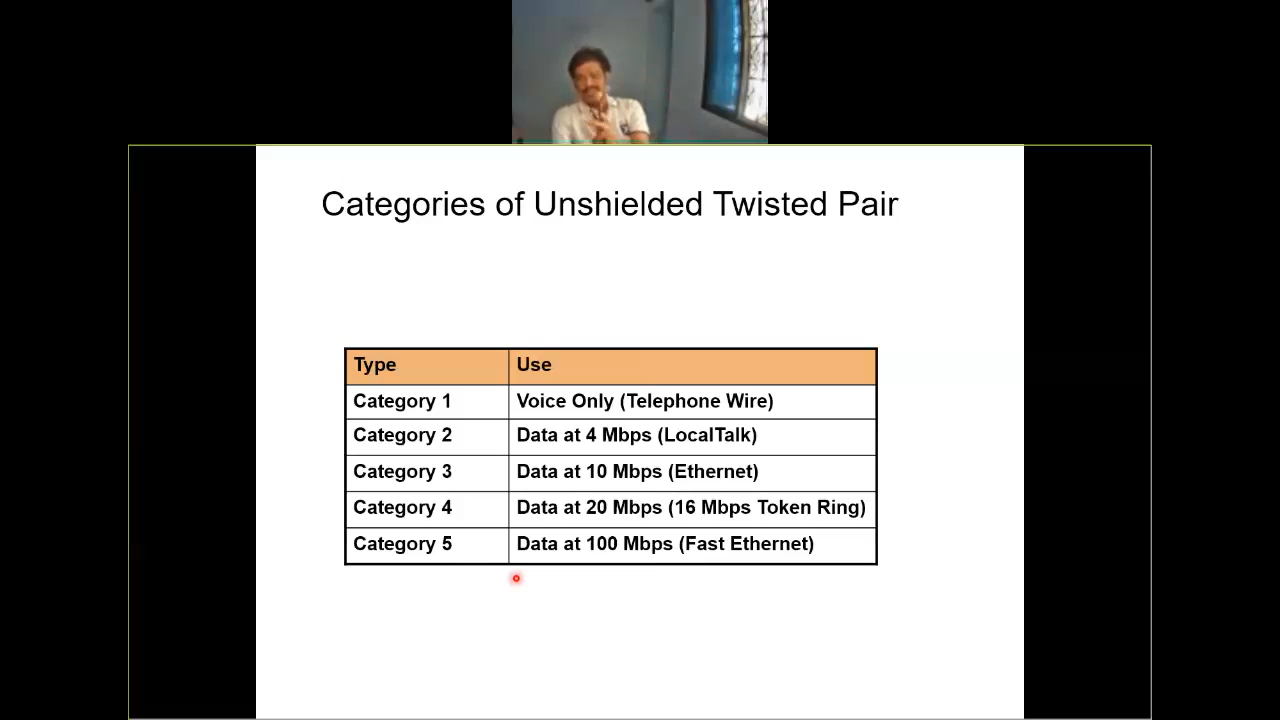 Categories of Unshielded Twisted Pair
Type Use
Category 1 Voice Only (Telephone Wire)
Category 2 Data at 4 Mbps (LocalTalk)
Category 3 Data at 10 Mbps (Ethernet)
Category 4 Data at 20 Mbps (16 Mbps Token Ring)
Category 5 Data at 100 Mbps (Fast Ethernet)